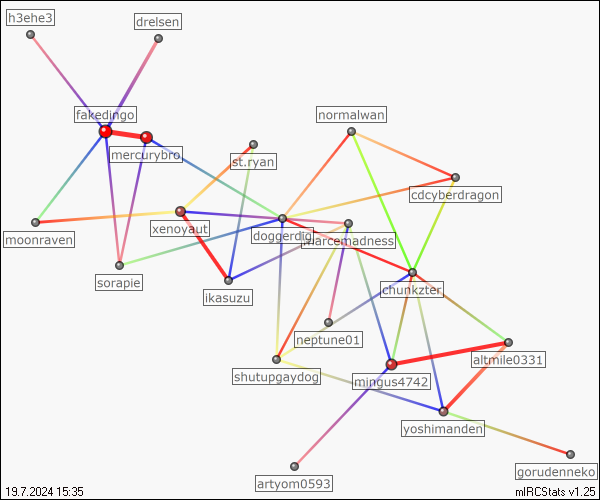 h3ehe3
drelsen
fakedingo
normalwan
mercurybro
st.ryan
cdcyberdragon
moonraven
xenoyaut
doggerdig
marcemadness
sorapie
ikasuzu
chunkzter
neptune01
altmile0331
shutupgaydog
mingus4742
yoshimanden
gorudenneko
artyom0593
19.7.2024 15:35
mIRCStats v1.25